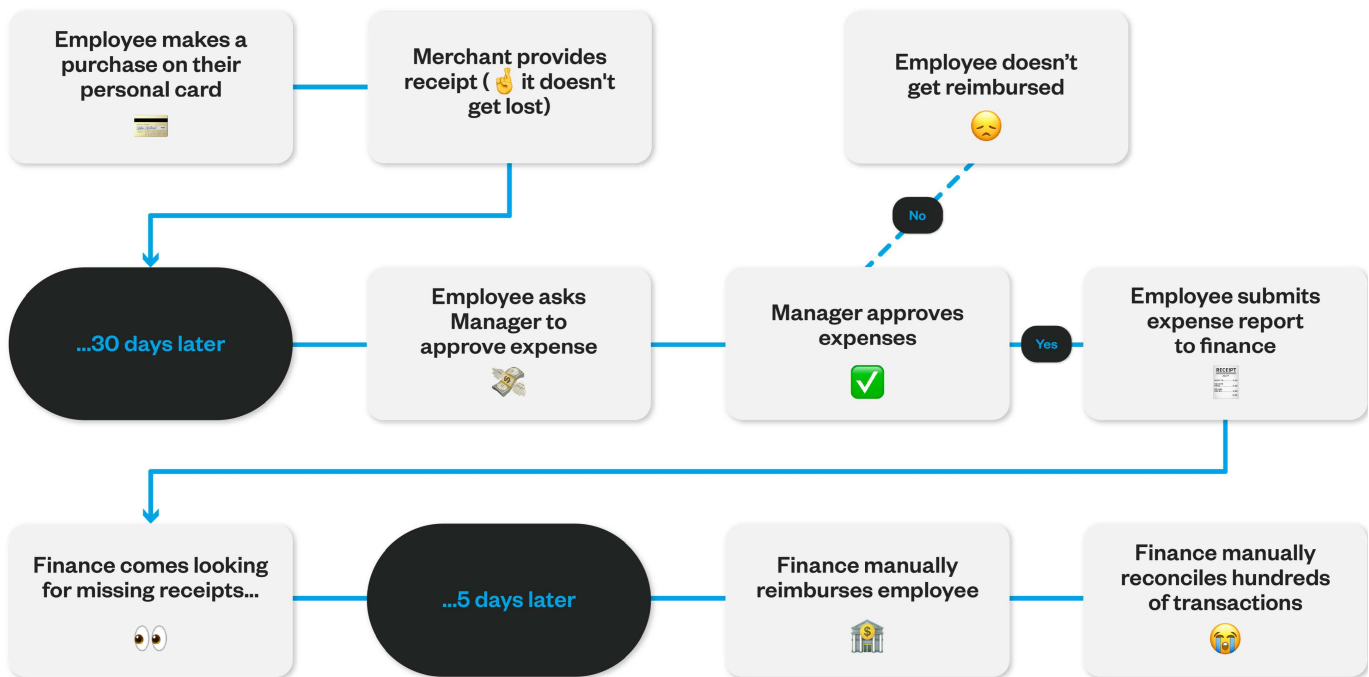 Employee makes a
purchase on their
personal card
Merchant provides
receipt (🤞 it doesn't
get lost)
Employee doesn’t
get reimbursed
No
...30 days later
Employee asks
Manager to
approve expense
Manager approves
expenses
Yes
Employee submits
expense report
to finance
RECEIPT
Finance comes looking
for missing receipts...
...5 days later
Finance manually
reimburses employee
Finance manually
reconciles hundreds
of transactions